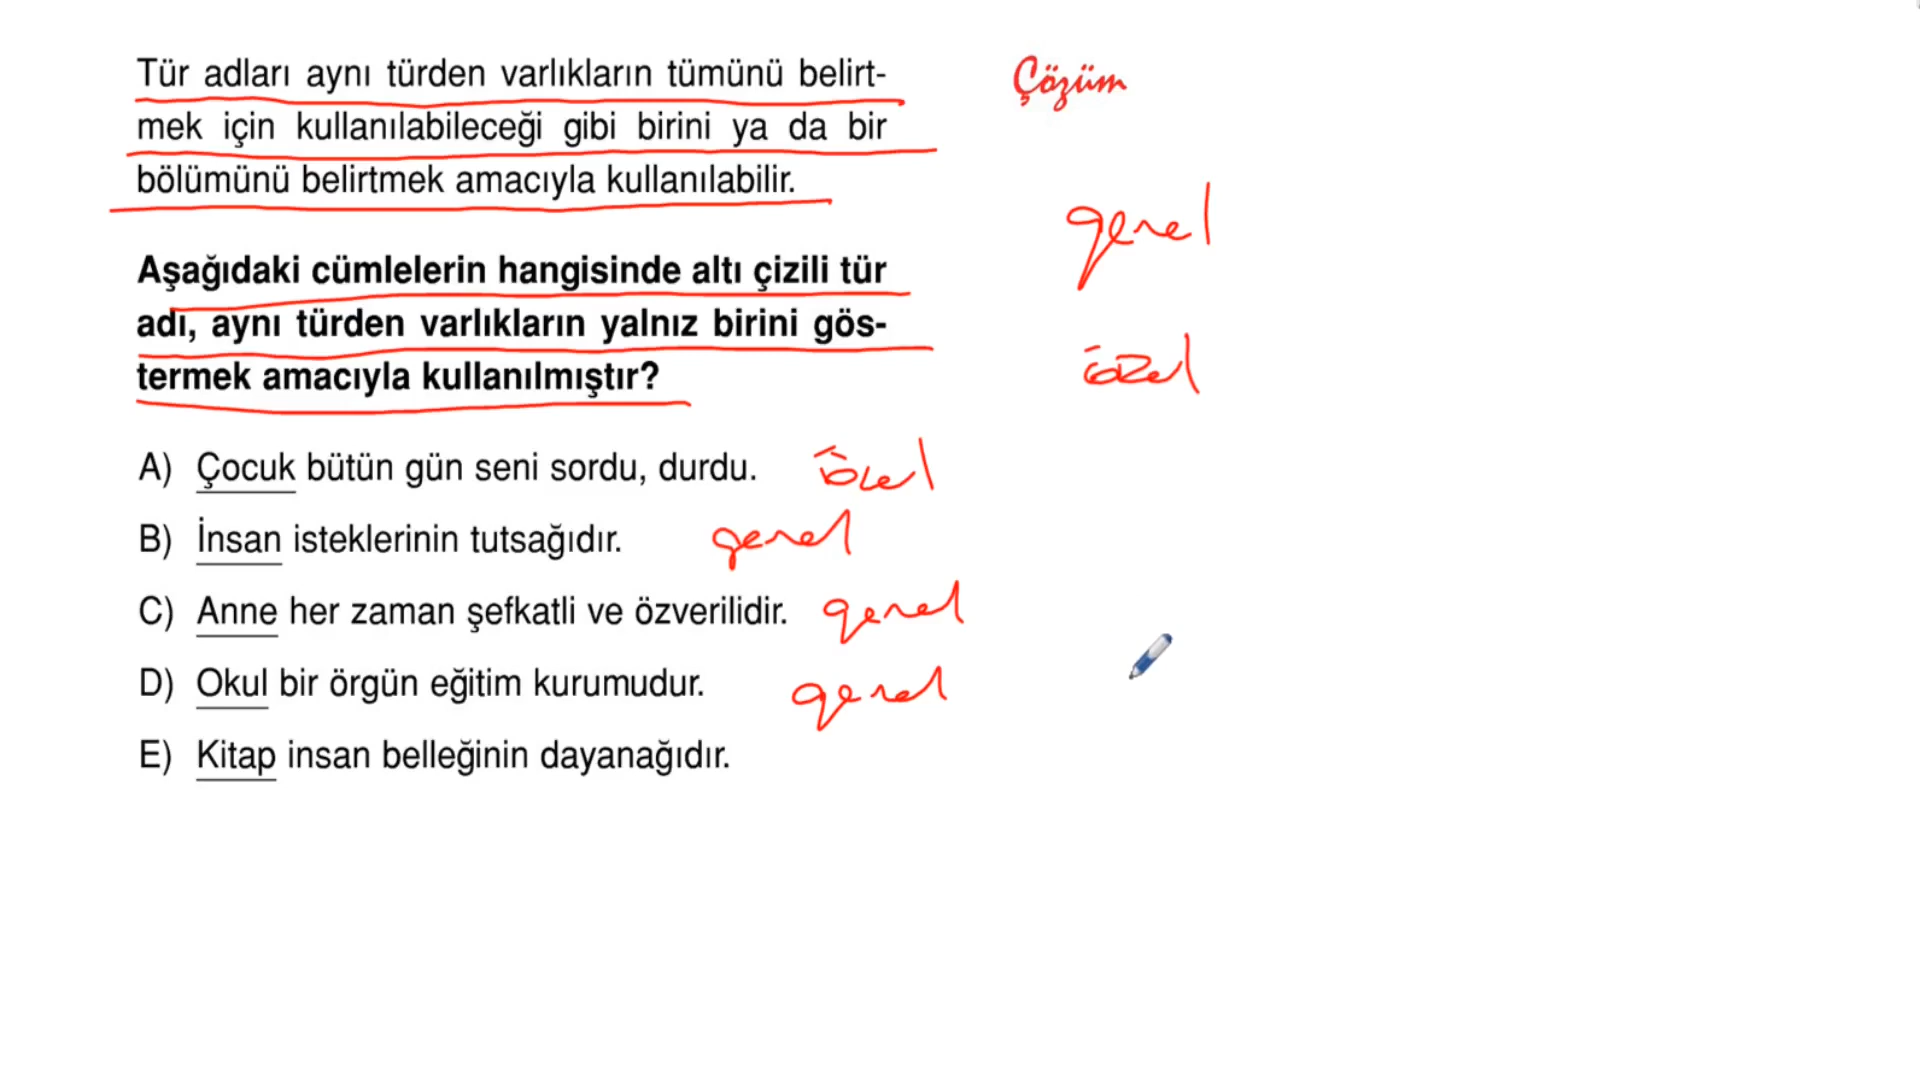 Tür adları aynı türden varlıkların tümünü belirt-
mek için kullanılabileceği gibi birini ya da bir
bölümünü belirtmek amacıyla kullanılabilir.
Aşağıdaki cümlelerin hangisinde altı çizili tür
adı, aynı türden varlıkların yalnız birini gös-
termek amacıyla kullanılmıştır?
A) Çocuk bütün gün seni sordu, durdu. özel
B) İnsan isteklerinin tutsağıdır. genel
C) Anne her zaman şefkatli ve özverilidir. genel
D) Okul bir örgün eğitim kurumudur. genel
E) Kitap insan belleğinin dayanağıdır.
Çözüm
genel
özel